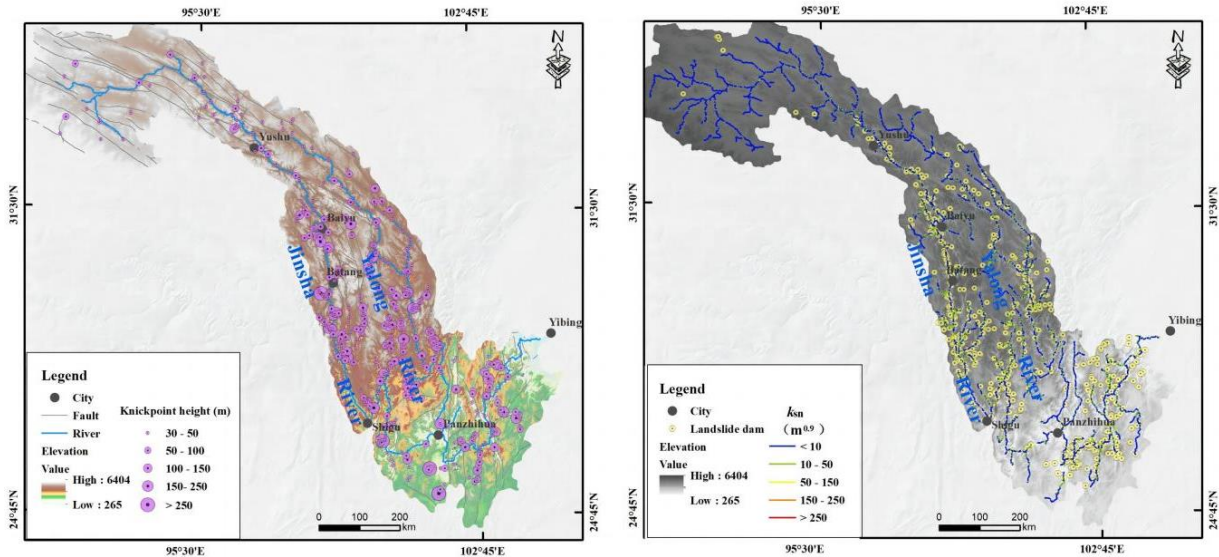 95°30'E
102°45'E
31°30'N
31°30'N
24°45'N
24°45'N
N
Yushu
Baiyu
Batang
Jinsha
River
Yalong
River
Yibing
Shigu
Panzhihua
Legend
City
Fault
River
Elevation
Value
High : 6404
Low : 265
Knickpoint height (m)
30 - 50
50 - 100
100 - 150
150- 250
> 250
0 100 200
km
95°30'E
102°45'E
95°30'E
102°45'E
31°30'N
31°30'N
24°45'N
24°45'N
N
Yushu
Baiyu
Batang
Jinsha
River
Yalong
River
Yibing
Shigu
Panzhihua
Legend
City
Landslide dam
Elevation
Value
High : 6404
Low : 265
ksn
(m0.9)
< 10
10 - 50
50 - 150
150 - 250
> 250
0 100 200
km
95°30'E
102°45'E